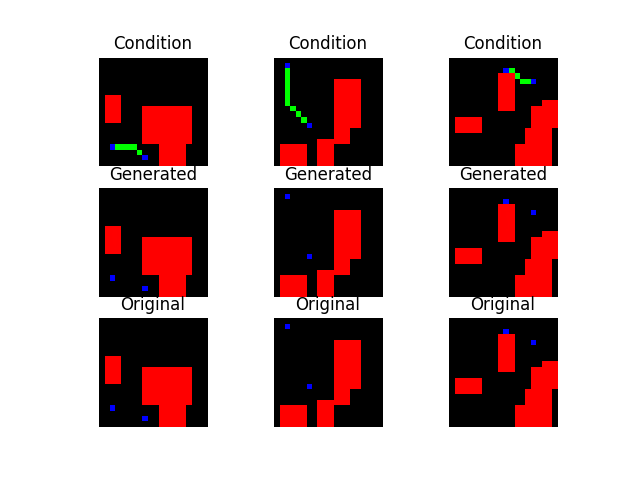 Condition Condition Condition
Generated Generated Generated
Original Original Original